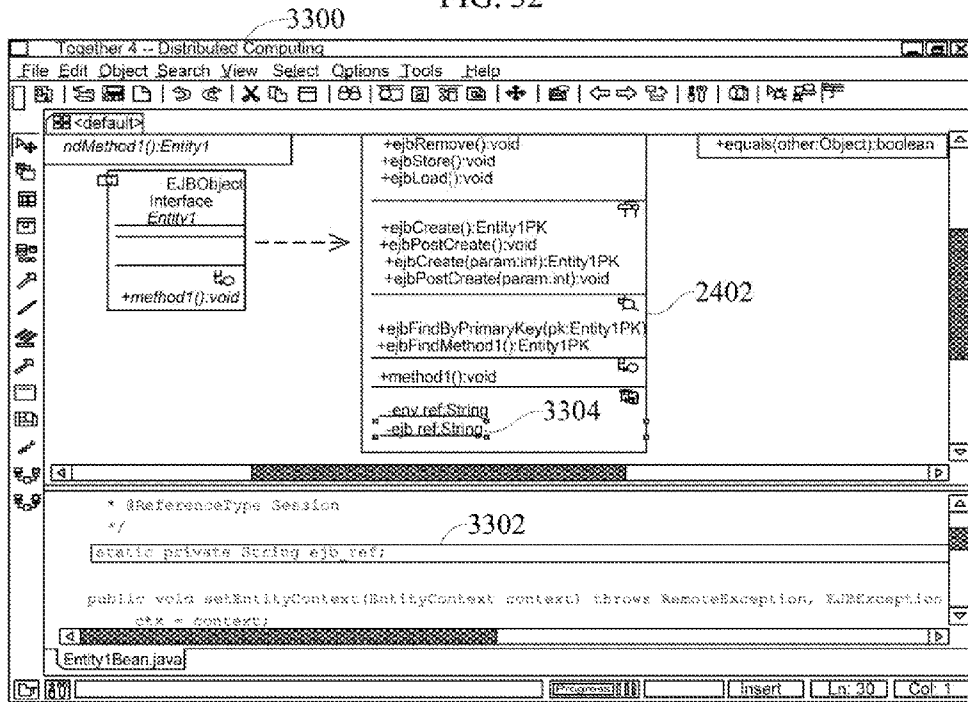 FIG. 32
3300
Together 4 -- Distributed Computing
File Edit Object Search View Select Options Tools Help
<default>
ndMethod1():Entity1
EJBObject
Interface
Entity1
+method1():void
+ejbRemove():void
+ejbStore():void
+ejbLoad():void
+ejbCreate():Entity1PK
+ejbPostCreate():void
+ejbCreate(param:int):Entity1PK
+ejbPostCreate(param:int):void
+ejbFindByPrimaryKey(pk:Entity1PK)
+ejbFindMethod1():Entity1PK
+method1():void
-env ref:String
-ejb ref:String
+equals(other:Object):boolean
2402
3304
* @ReferenceType Session
*/
3302
static private String ejb_ref;
public void setEntityContext(EntityContext context) throws RemoteException, EJBException
ctx = context;
Entity1Bean.java
Progress
Insert
Ln: 30
Col: 1